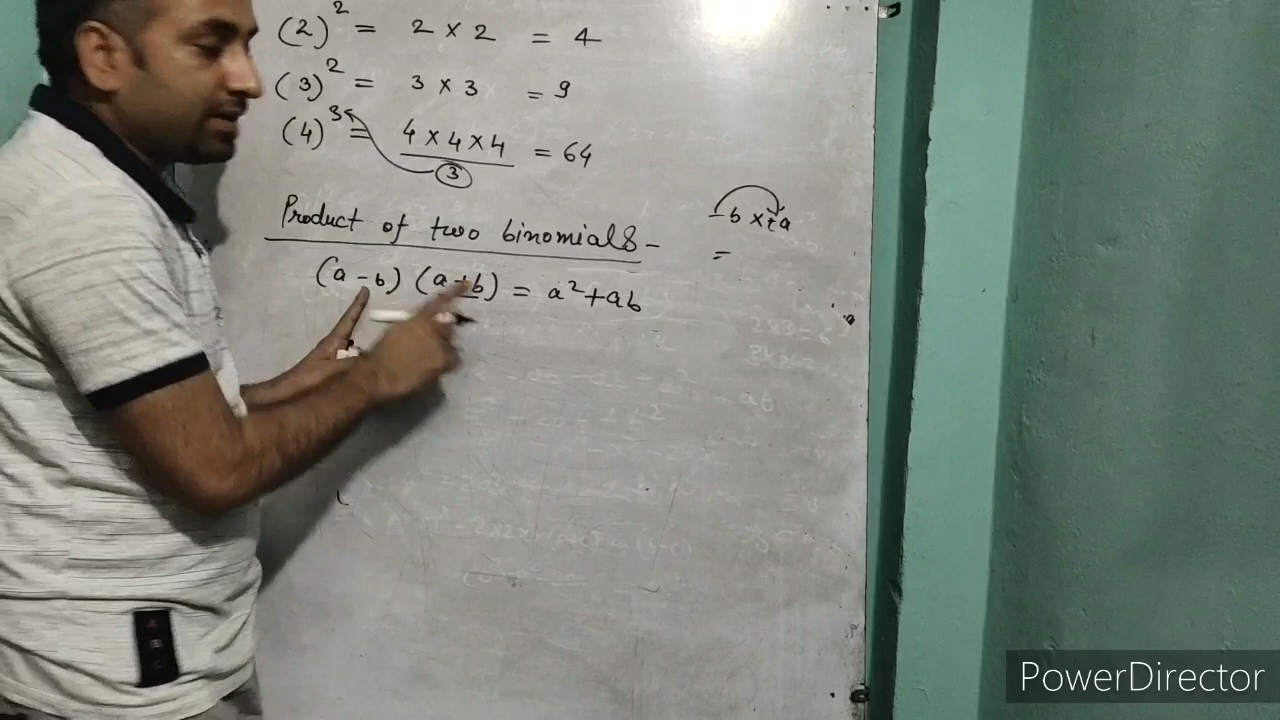 (2)² = 2 × 2 = 4
(3)² = 3 × 3 = 9
(4)³ = 4 × 4 × 4 = 64
3
Product of two binomials -
-b × +a
=
(a - b) (a + b) = a² + ab
PowerDirector